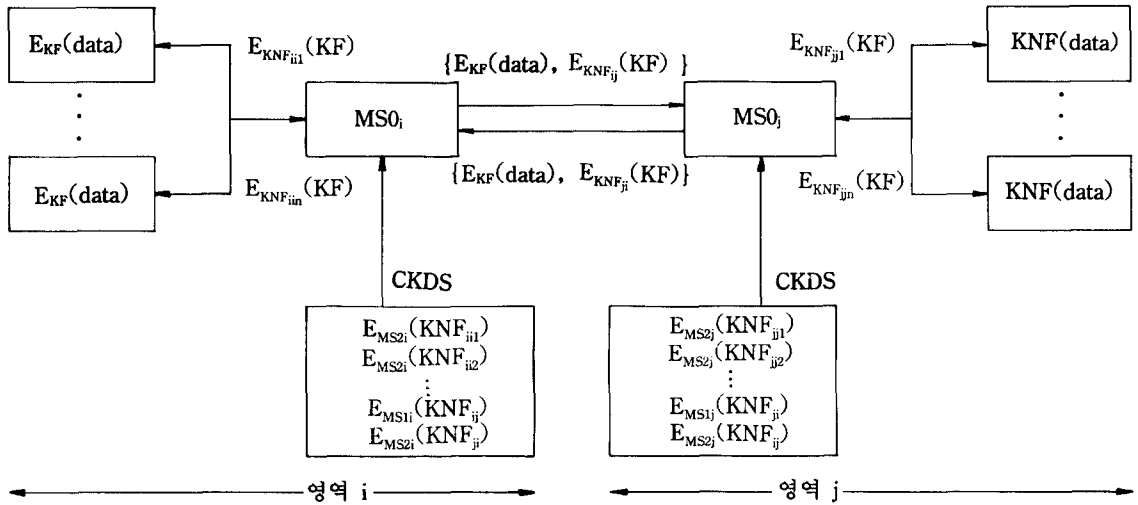 E_KF(data)
E_KNF_ii1(KF)
E_KF(data)
E_KNF_iin(KF)
MS0_i
{E_KF(data), E_KNF_ij(KF) }
{E_KF(data), E_KNF_ji(KF)}
MS0_j
E_KNF_jj1(KF)
KNF(data)
E_KNF_jjn(KF)
KNF(data)
CKDS
E_MS2i(KNF_ii1)
E_MS2i(KNF_ii2)
E_MS1i(KNF_ij)
E_MS2i(KNF_ji)
CKDS
E_MS2j(KNF_jj1)
E_MS2j(KNF_jj2)
E_MS1j(KNF_ji)
E_MS2j(KNF_ij)
영역 i
영역 j